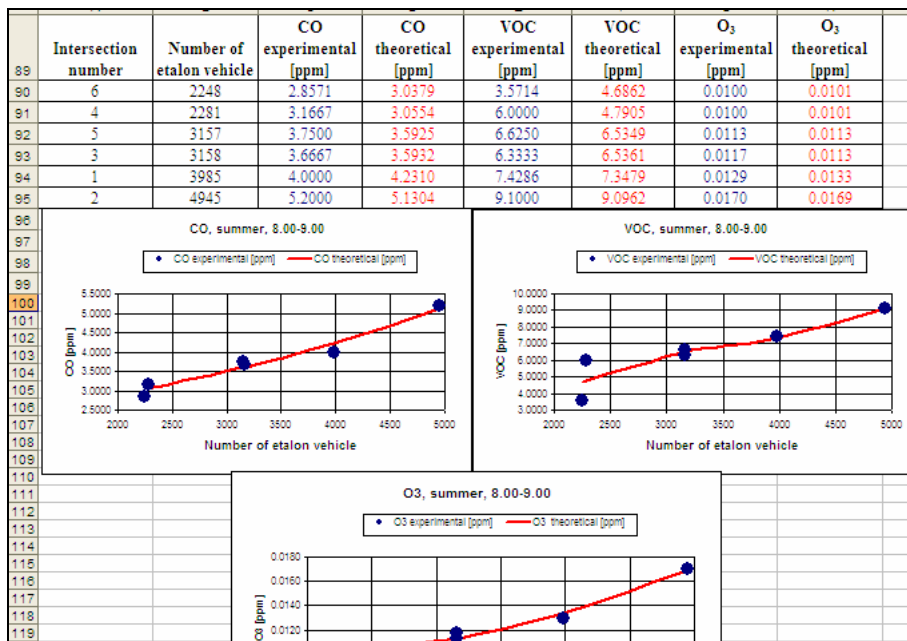 89 Intersection number Number of etalon vehicle CO experimental [ppm] CO theoretical [ppm] VOC experimental [ppm] VOC theoretical [ppm] O3 experimental [ppm] O3 theoretical [ppm]
90 6 2248 2.8571 3.0379 3.5714 4.6862 0.0100 0.0101
91 4 2281 3.1667 3.0554 6.0000 4.7905 0.0100 0.0101
92 5 3157 3.7500 3.5925 6.6250 6.5349 0.0113 0.0113
93 3 3158 3.6667 3.5932 6.3333 6.5361 0.0117 0.0113
94 1 3985 4.0000 4.2310 7.4286 7.3479 0.0129 0.0133
95 2 4945 5.2000 5.1304 9.1000 9.0962 0.0170 0.0169
96
97
98
99
100
101
102
103
104
105
106
107
108
109
110
111
112
113
114
115
116
117
118
119
CO, summer, 8.00-9.00
CO experimental [ppm] CO theoretical [ppm]
5.5000
5.0000
4.5000
4.0000
3.5000
3.0000
2.5000
CO [ppm]
2000 2500 3000 3500 4000 4500 5000
Number of etalon vehicle
VOC, summer, 8.00-9.00
VOC experimental [ppm] VOC theoretical [ppm]
10.0000
9.0000
8.0000
7.0000
6.0000
5.0000
4.0000
3.0000
VOC [ppm]
2000 2500 3000 3500 4000 4500 5000
Number of etalon vehicle
O3, summer, 8.00-9.00
O3 experimental [ppm] O3 theoretical [ppm]
0.0180
0.0160
0.0140
0.0120
O3 [ppm]